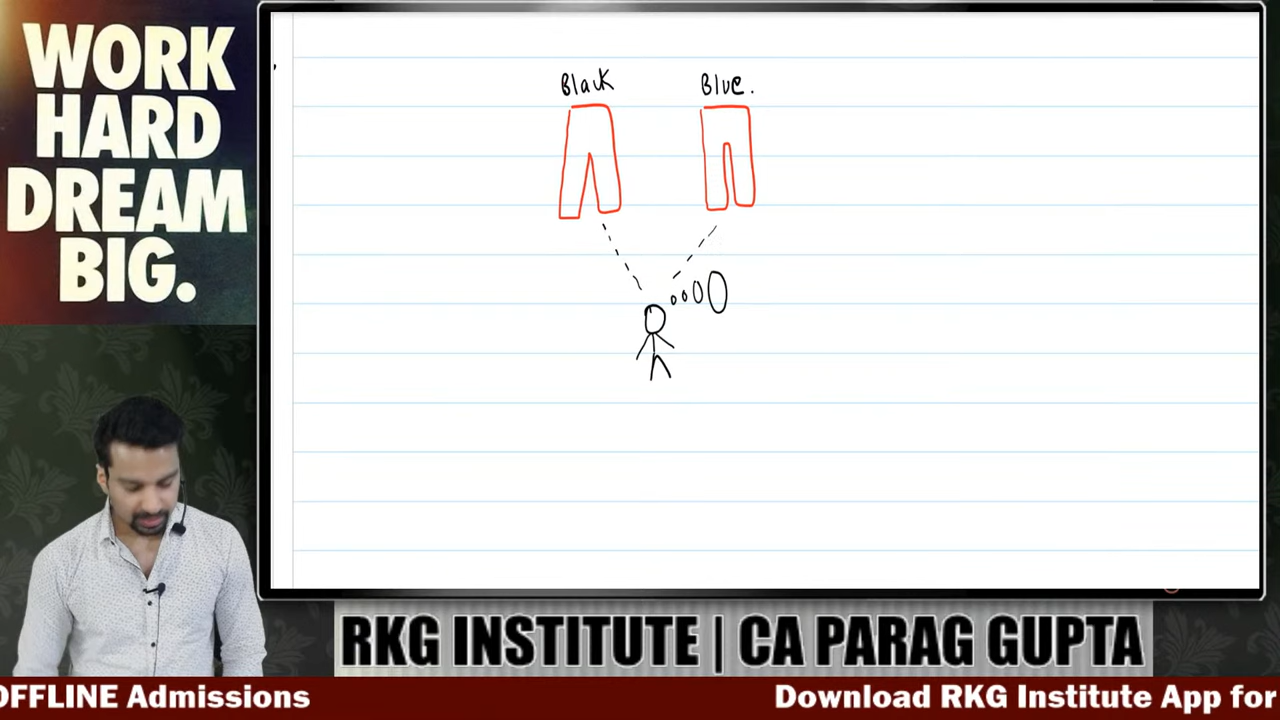 WORK
HARD
DREAM
BIG.
Black
Blue.
RKG INSTITUTE | CA PARAG GUPTA
OFFLINE Admissions
Download RKG Institute App for